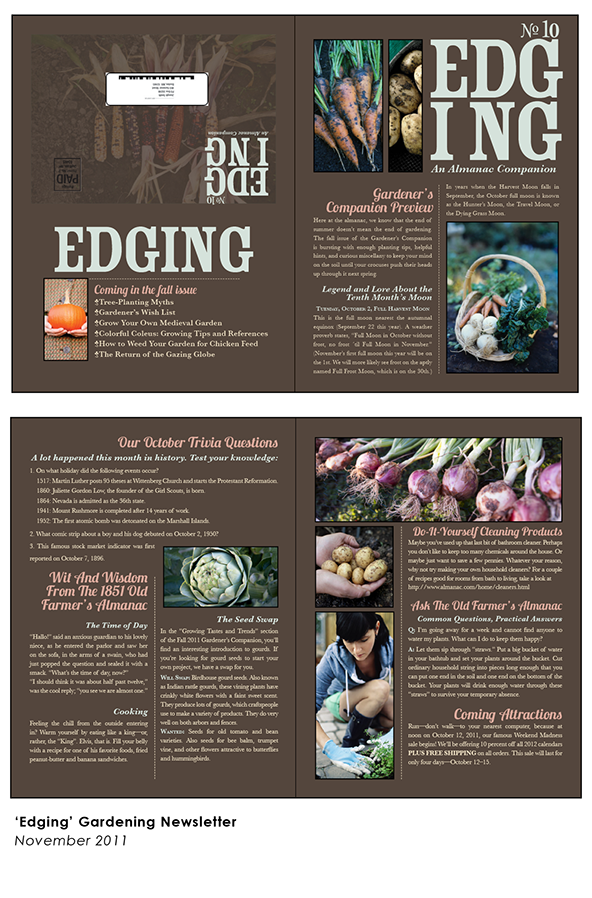 An Almanac Companion
EDG
ING
Nº 10
PAID
EDGING
Coming in the fall issue
Tree-Planting Myths
Gardener's Wish List
Grow Your Own Medieval Garden
Colorful Coleus: Growing Tips and References
How to Weed Your Garden for Chicken Feed
The Return of the Gazing Globe
Nº 10
EDG
ING
An Almanac Companion
Gardener's
Companion Preview
Here at the almanac, we know that the end of
summer doesn't mean the end of gardening.
The fall issue of the Gardener's Companion
is bursting with enough planting tips, helpful
hints, and curious miscellany to keep your mind
on the soil until your crocuses push their heads
up through it next spring.
Legend and Lore About the
Tenth Month's Moon
Tuesday, October 2, Full Harvest Moon
This is the full moon nearest the autumnal
equinox (September 22 this year). A weather
proverb states, "Full Moon in October without
frost, no frost 'til Full Moon in November."
(November's first full moon this year will be on
the 1st. We will more likely see frost on the aptly
named Full Frost Moon, which is on the 30th.)
In years when the Harvest Moon falls in
September, the October full moon is known
as the Hunter's Moon, the Travel Moon, or
the Dying Grass Moon.
Our October Trivia Questions
A lot happened this month in history. Test your knowledge:
1. On what holiday did the following events occur?
1517: Martin Luther posts 95 theses at Wittenberg Church and starts the Protestant Reformation.
1860: Juliette Gordon Low, the founder of the Girl Scouts, is born.
1864: Nevada is admitted as the 36th state.
1941: Mount Rushmore is completed after 14 years of work.
1952: The first atomic bomb was detonated on the Marshall Islands.
2. What comic strip about a boy and his dog debuted on October 2, 1950?
3. This famous stock market indicator was first
reported on October 7, 1896.
Wit And Wisdom
From The 1851 Old
Farmer's Almanac
The Time of Day
"Hallo!" said an anxious guardian to his lovely
niece, as he entered the parlor and saw her
on the sofa, in the arms of a swain, who had
just popped the question and sealed it with a
smack. "What's the time of day, now?"
"I should think it was about half past twelve,"
was the cool reply; "you see we are almost one."
Cooking
Feeling the chill from the outside entering
in? Warm yourself by eating like a king—or,
rather, the "King". Elvis, that is. Fill your belly
with a recipe for one of his favorite foods, fried
peanut-butter and banana sandwiches.
The Seed Swap
In the "Growing Tastes and Trends" section
of the Fall 2011 Gardener's Companion, you'll
find an interesting introduction to gourds. If
you're looking for gourd seeds to start your
own project, we have a swap for you.
Will Swap: Birdhouse gourd seeds. Also known
as Indian rattle gourds, these vining plants have
crinkly white flowers with a faint sweet scent.
They produce lots of gourds, which craftspeople
use to make a variety of products. They do very
well on both arbors and fences.
Wanted: Seeds for old tomato and bean
varieties. Also seeds for bee balm, trumpet
vine, and other flowers attractive to butterflies
and hummingbirds.
Do-It-Yourself Cleaning Products
Maybe you've used up that last bit of bathroom cleaner. Perhaps
you don't like to keep too many chemicals around the house. Or
maybe just want to save a few pennies. Whatever your reason,
why not try making your own household cleaners? For a couple
of recipes good for rooms from bath to living, take a look at
http://www.almanac.com/home/cleaners.html
Ask The Old Farmer's Almanac
Common Questions, Practical Answers
Q: I'm going away for a week and cannot find anyone to
water my plants. What can I do to keep them happy?
A: Let them sip through "straws." Put a big bucket of water
in your bathtub and set your plants around the bucket. Cut
ordinary household string into pieces long enough that you
can put one end in the soil and one end on the bottom of the
bucket. Your plants will drink enough water through these
"straws" to survive your temporary absence.
Coming Attractions
Run—don't walk—to your nearest computer, because at
noon on October 12, 2011, our famous Weekend Madness
sale begins! We'll be offering 10 percent off all 2012 calendars
PLUS FREE SHIPPING on all orders. This sale will last for
only four days—October 12–15.
'Edging' Gardening Newsletter
November 2011